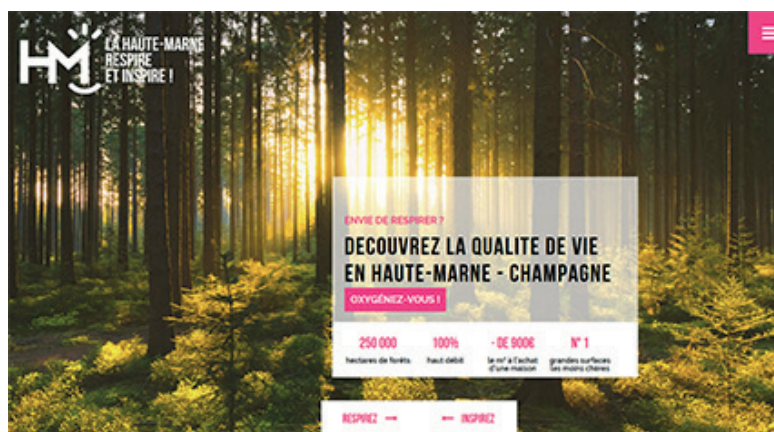 HM
LA HAUTE-MARNE
RESPIRE
ET INSPIRE !
ENVIE DE RESPIRER ?
DECOUVREZ LA QUALITE DE VIE
EN HAUTE-MARNE - CHAMPAGNE
OXYGÉNEZ-VOUS !
250 000 100% - DE 900€ N° 1
hectares de forêts haut débit le m² à l'achat grandes surfaces
d'une maison les moins chères
RESPIREZ → ← INSPIREZ